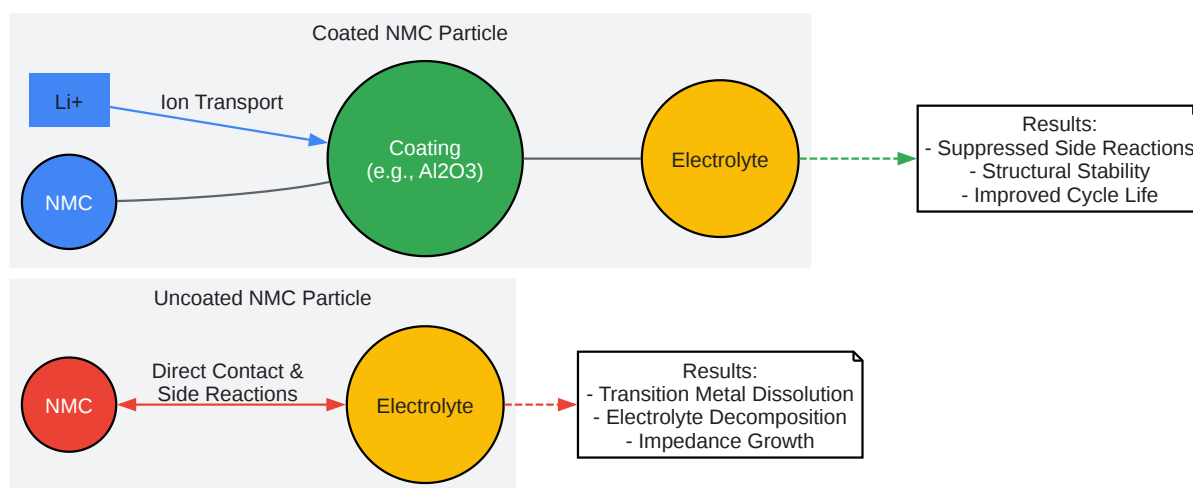 Coated NMC Particle
Li+
Ion Transport
NMC
Coating
(e.g., Al2O3)
Electrolyte
Results:
- Suppressed Side Reactions
- Structural Stability
- Improved Cycle Life
Uncoated NMC Particle
NMC
Direct Contact &
Side Reactions
Electrolyte
Results:
- Transition Metal Dissolution
- Electrolyte Decomposition
- Impedance Growth